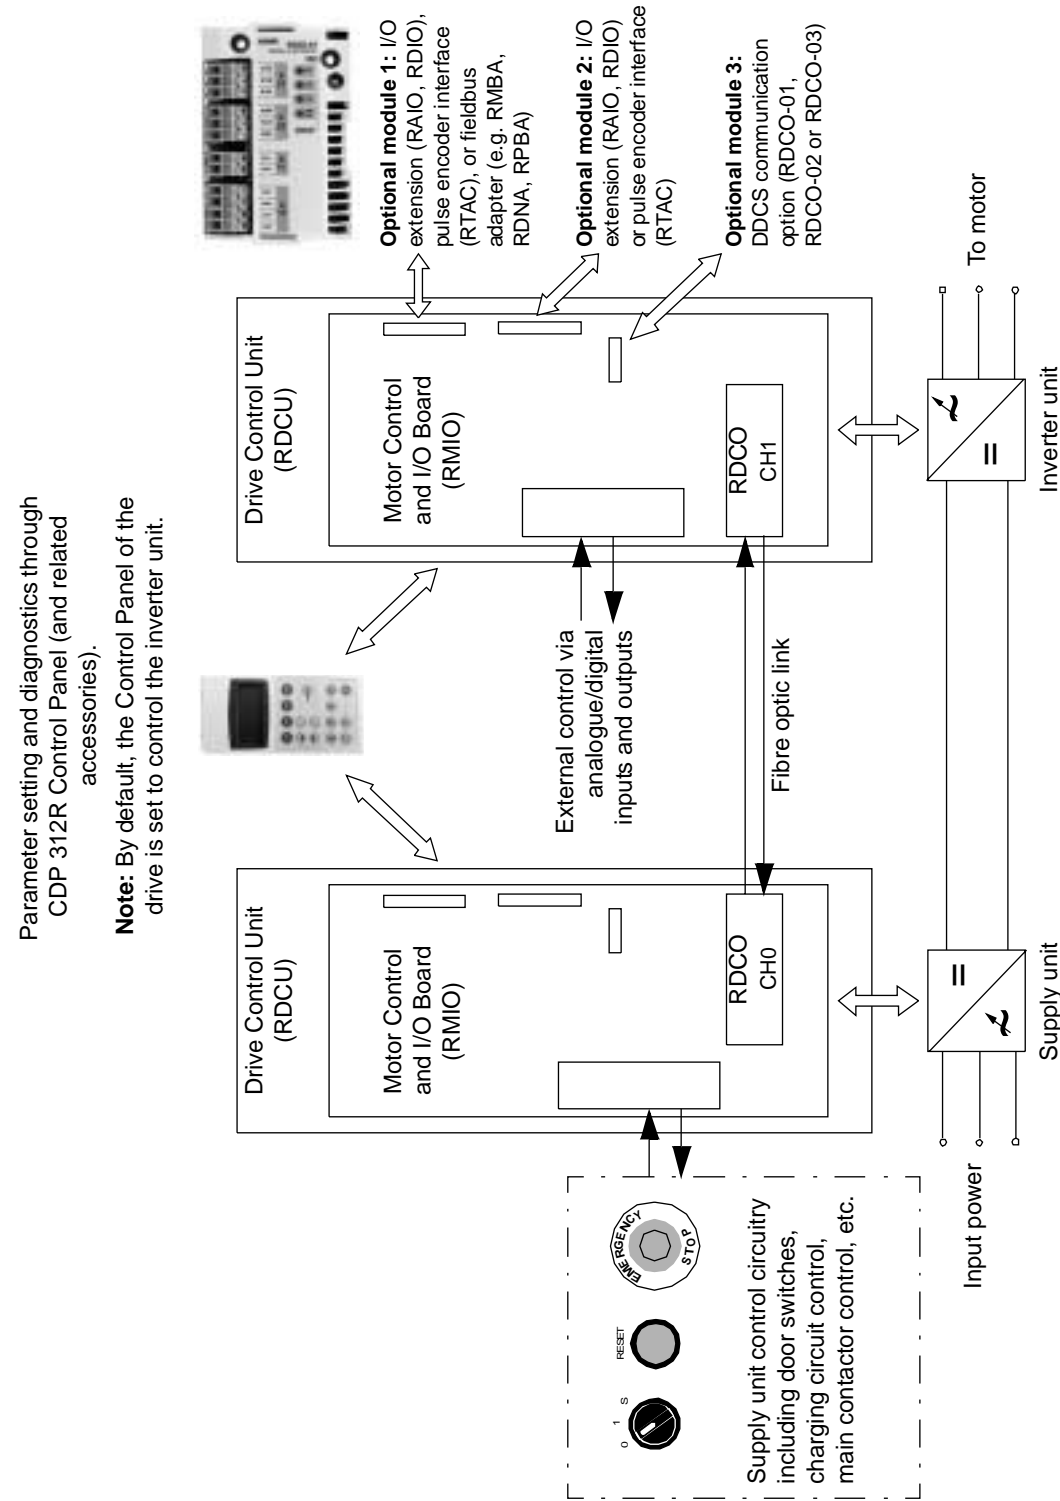 Parameter setting and diagnostics through
CDP 312R Control Panel (and related
accessories).
Note: By default, the Control Panel of the
drive is set to control the inverter unit.
Drive Control Unit
(RDCU)
Motor Control
and I/O Board
(RMIO)
RDCO
CH0
Drive Control Unit
(RDCU)
Motor Control
and I/O Board
(RMIO)
RDCO
CH1
Optional module 1: I/O
extension (RAIO, RDIO),
pulse encoder interface
(RTAC), or fieldbus
adapter (e.g. RMBA,
RDNA, RPBA)
Optional module 2: I/O
extension (RAIO, RDIO)
or pulse encoder interface
(RTAC)
Optional module 3:
DDCS communication
option (RDCO-01,
RDCO-02 or RDCO-03)
External control via
analogue/digital
inputs and outputs
Fibre optic link
0 1 S
RESET
EMERGENCY
STOP
Supply unit control circuitry
including door switches,
charging circuit control,
main contactor control, etc.
Input power
=
~
Supply unit
=
~
Inverter unit
To motor